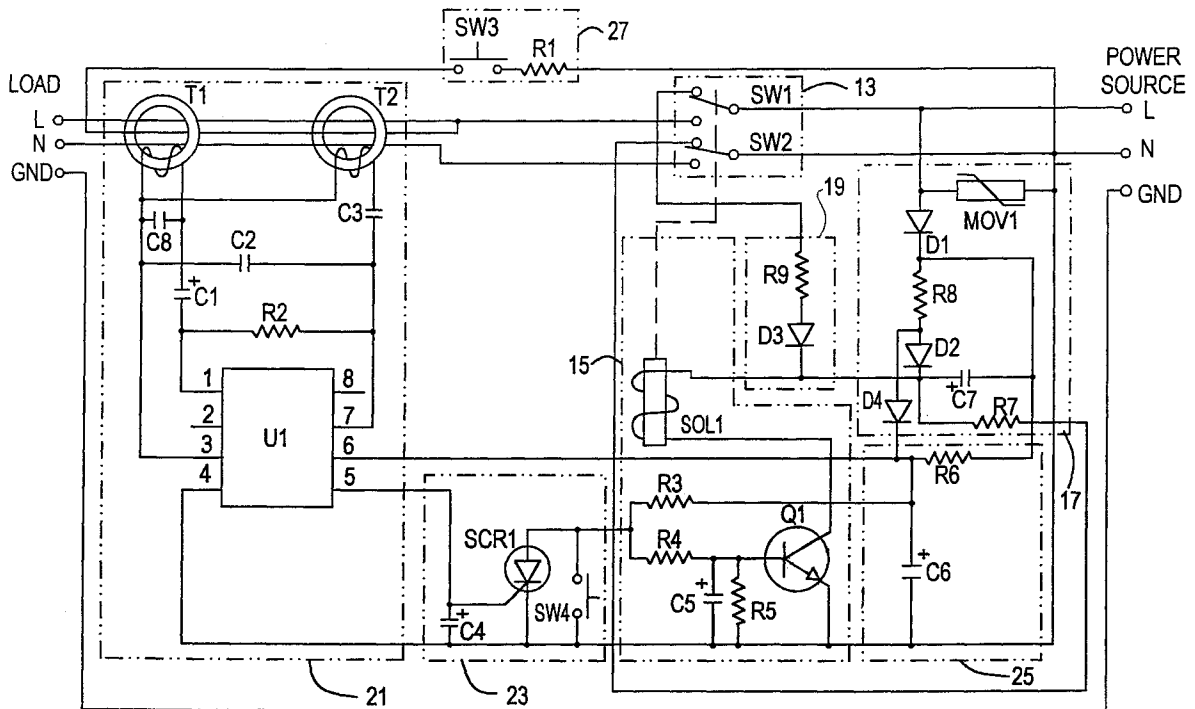 SW3
27
R1
LOAD
T1
T2
POWER
SOURCE
13
SW1
L
L
N
SW2
N
GND
GND
MOV1
C8
C3
19
D1
C2
R9
R8
+
C1
R2
D3
D2
15
+
C7
1
8
D4
R7
2
7
SOL1
U1
3
6
R6
4
5
17
R3
Q1
SCR1
R4
+
C6
+
C5
R5
+
C4
SW4
21
23
25